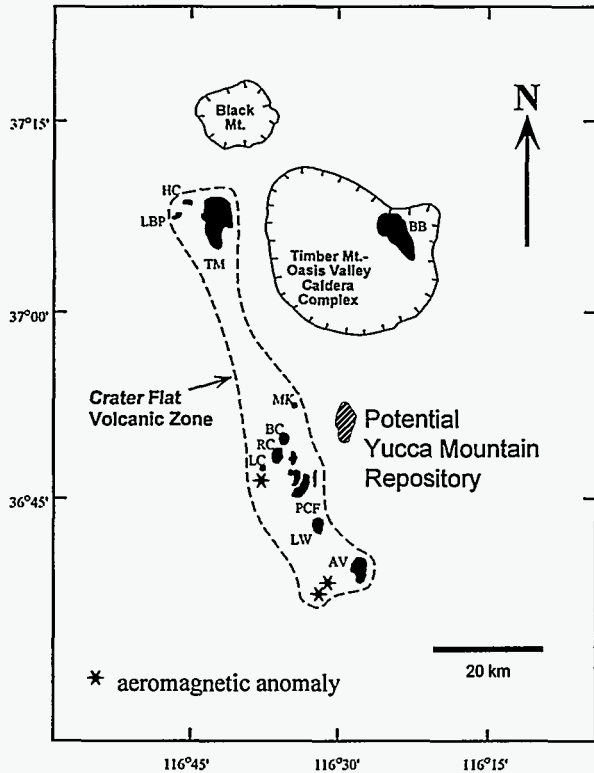 Black
Mt.
N
37°15'
HC
LBP
TM
BB
Timber Mt.-
Oasis Valley
Caldera
Complex
37°00'
Crater Flat
Volcanic Zone
MK
BC
RC
LC
Potential
Yucca Mountain
Repository
36°45'
PCF
LW
AV
20 km
* aeromagnetic anomaly
116°45'
116°30'
116°15'